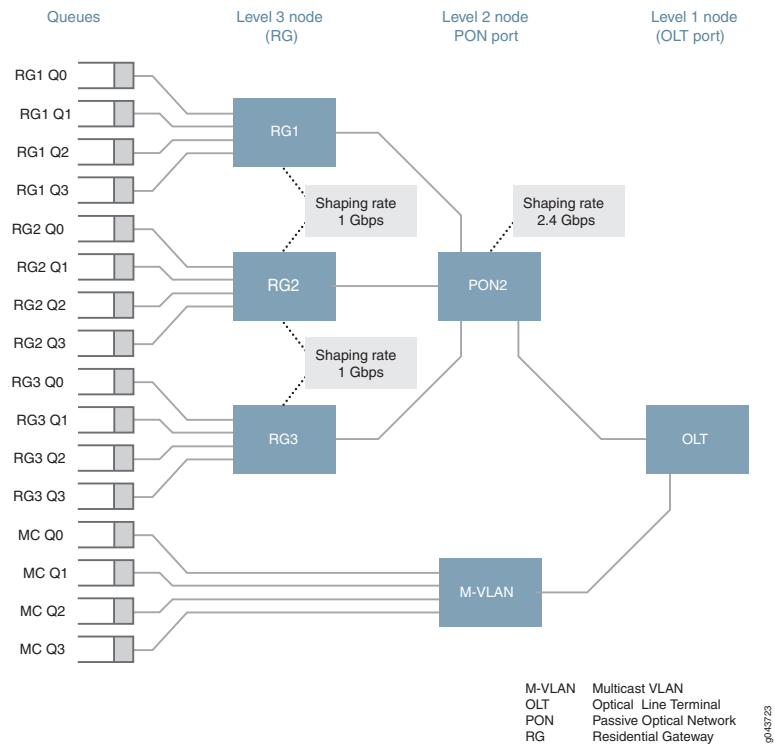 Queues
Level 3 node
(RG)
Level 2 node
PON port
Level 1 node
(OLT port)
RG1 Q0
RG1 Q1
RG1 Q2
RG1 Q3
RG2 Q0
RG2 Q1
RG2 Q2
RG2 Q3
RG3 Q0
RG3 Q1
RG3 Q2
RG3 Q3
MC Q0
MC Q1
MC Q2
MC Q3
RG1
Shaping rate
1 Gbps
RG2
Shaping rate
1 Gbps
RG3
Shaping rate
2.4 Gbps
PON2
M-VLAN
OLT
M-VLAN Multicast VLAN
OLT Optical Line Terminal
PON Passive Optical Network
RG Residential Gateway
g043723